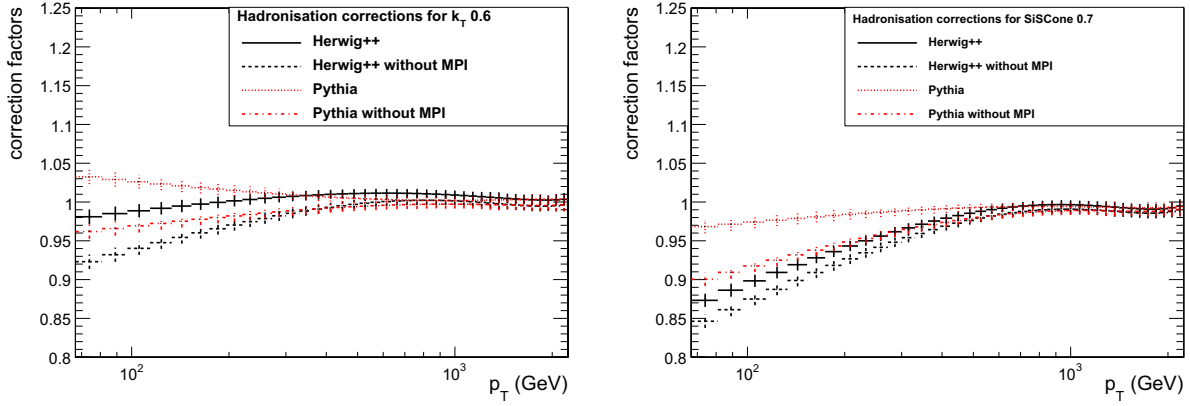 Hadronisation corrections for k_T 0.6
Herwig++
Herwig++ without MPI
Pythia
Pythia without MPI
correction factors
1.25
1.2
1.15
1.1
1.05
1
0.95
0.9
0.85
0.8
10^2
10^3
p_T (GeV)
Hadronisation corrections for SiSCone 0.7
Herwig++
Herwig++ without MPI
Pythia
Pythia without MPI
correction factors
1.25
1.2
1.15
1.1
1.05
1
0.95
0.9
0.85
0.8
10^2
10^3
p_T (GeV)